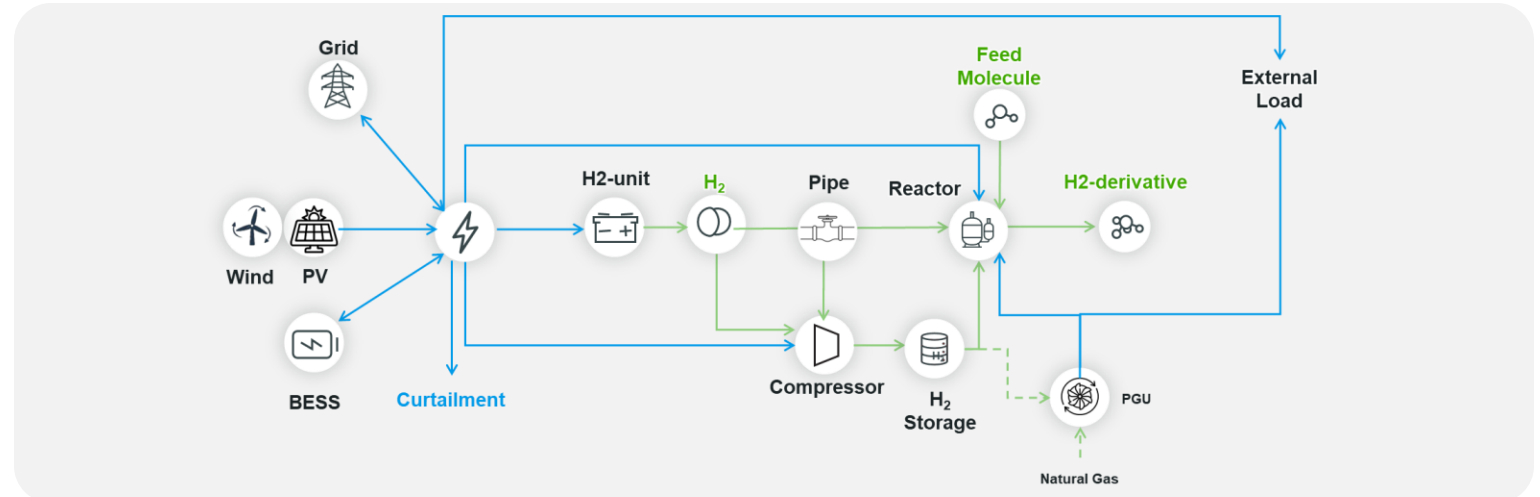 Grid
Feed
Molecule
External
Load
H2-unit
H₂
Pipe
Reactor
H2-derivative
Wind
PV
BESS
Curtailment
Compressor
H₂
Storage
H₂
PGU
Natural Gas